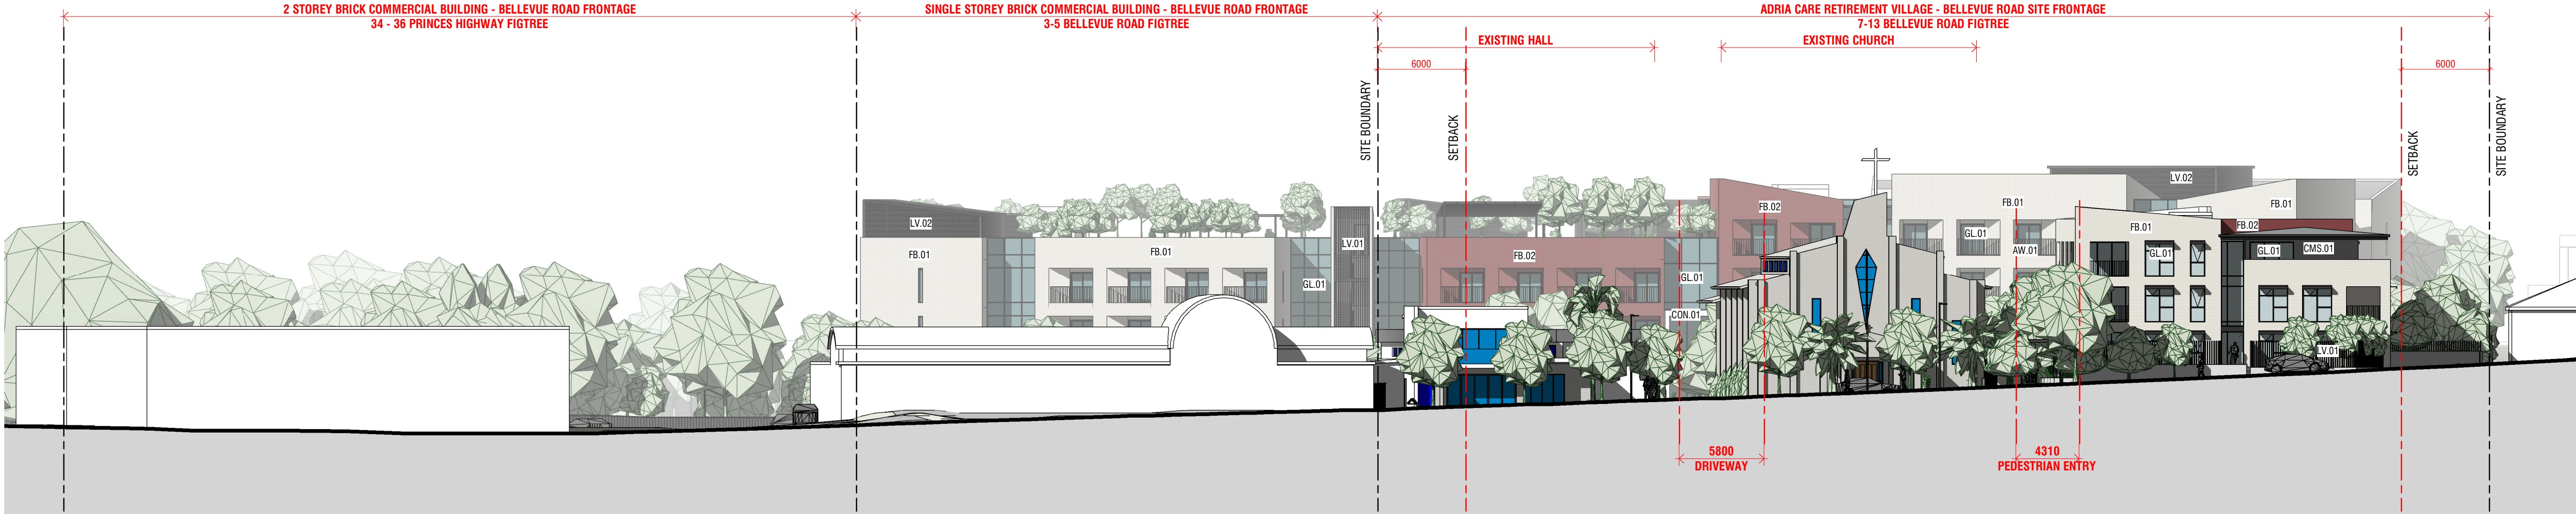 2 STOREY BRICK COMMERCIAL BUILDING - BELLEVUE ROAD FRONTAGE
34 - 36 PRINCES HIGHWAY FIGTREE
SINGLE STOREY BRICK COMMERCIAL BUILDING - BELLEVUE ROAD FRONTAGE
3-5 BELLEVUE ROAD FIGTREE
ADRIA CARE RETIREMENT VILLAGE - BELLEVUE ROAD SITE FRONTAGE
7-13 BELLEVUE ROAD FIGTREE
EXISTING HALL
EXISTING CHURCH
6000
6000
SITE BOUNDARY
SETBACK
SETBACK
SITE BOUNDARY
LV.02
FB.01
FB.01
GL.01
LV.01
FB.02
GL.01
CON.01
FB.02
LV.02
FB.01
GL.01
AW.01
FB.01
FB.01
GL.01
FB.02
GL.01
CMS.01
LV.01
5800
DRIVEWAY
4310
PEDESTRIAN ENTRY